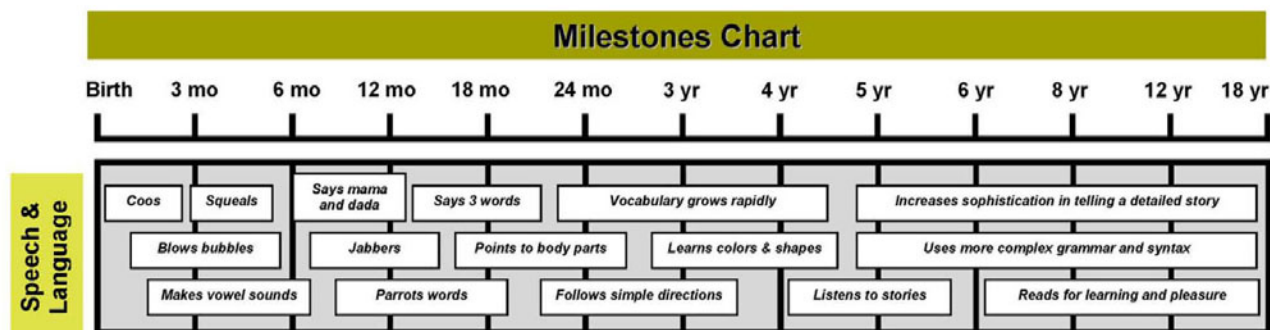 Milestones Chart
Birth 3 mo 6 mo 12 mo 18 mo 24 mo 3 yr 4 yr 5 yr 6 yr 8 yr 12 yr 18 yr
Speech &
Language
Coos Squeals Says mama
and dada Says 3 words Vocabulary grows rapidly Increases sophistication in telling a detailed story
Blows bubbles Jabbers Points to body parts Learns colors & shapes Uses more complex grammar and syntax
Makes vowel sounds Parrots words Follows simple directions Listens to stories Reads for learning and pleasure